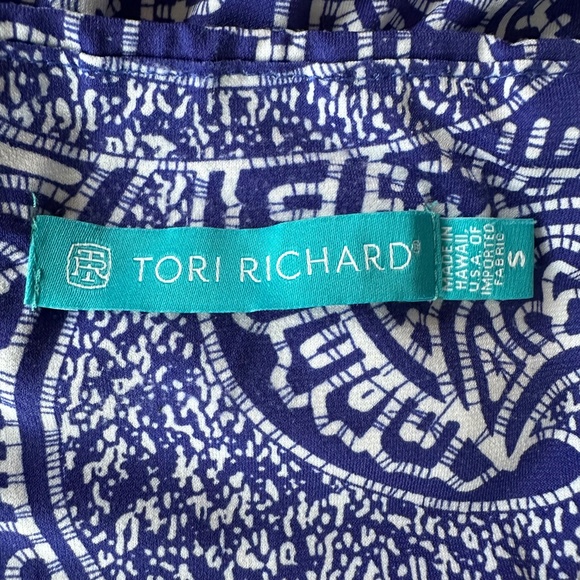 TR TORI RICHARD®
MADE IN
HAWAII
U.S.A. OF
IMPORTED
FABRIC
S